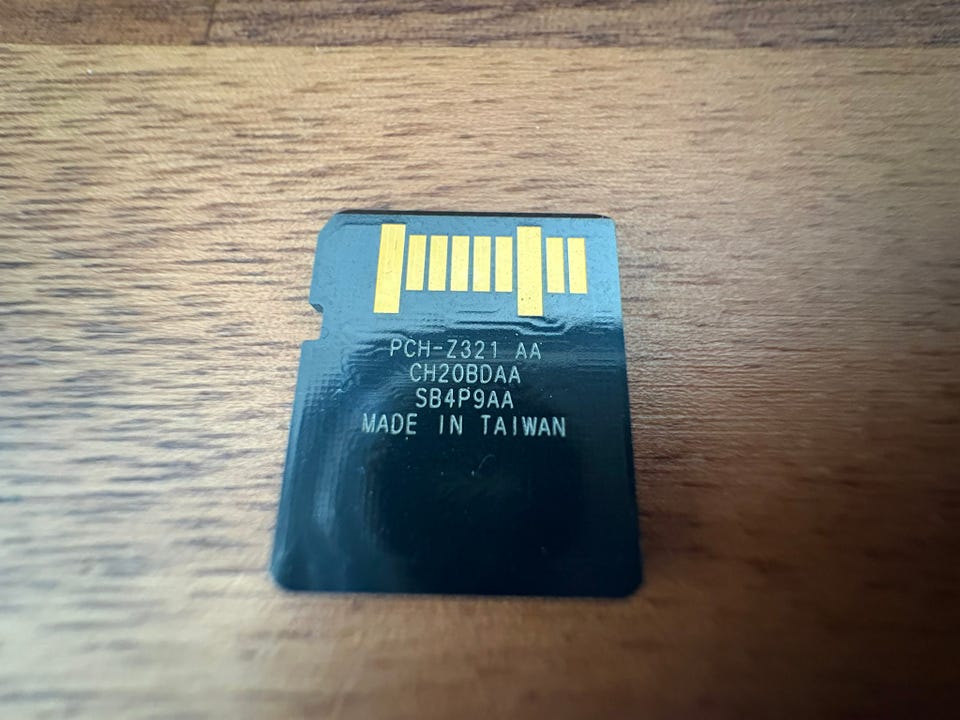 PCH-Z321 AA
CH20BDAA
SB4P9AA
MADE IN TAIWAN